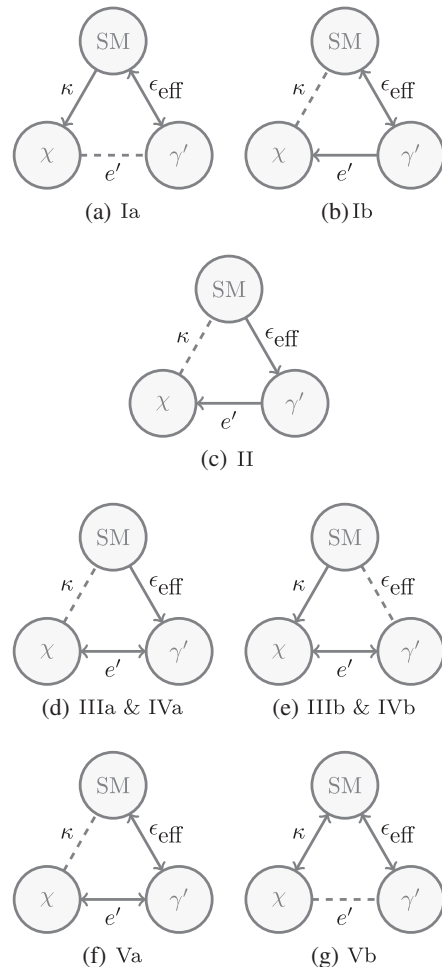 SM
κ ϵeff
χ e′ γ′
(a) Ia
SM
κ ϵeff
χ e′ γ′
(b) Ib
SM
κ ϵeff
χ e′ γ′
(c) II
SM
κ ϵeff
χ e′ γ′
(d) IIIa & IVa
SM
κ ϵeff
χ e′ γ′
(e) IIIb & IVb
SM
κ ϵeff
χ e′ γ′
(f) Va
SM
κ ϵeff
χ e′ γ′
(g) Vb